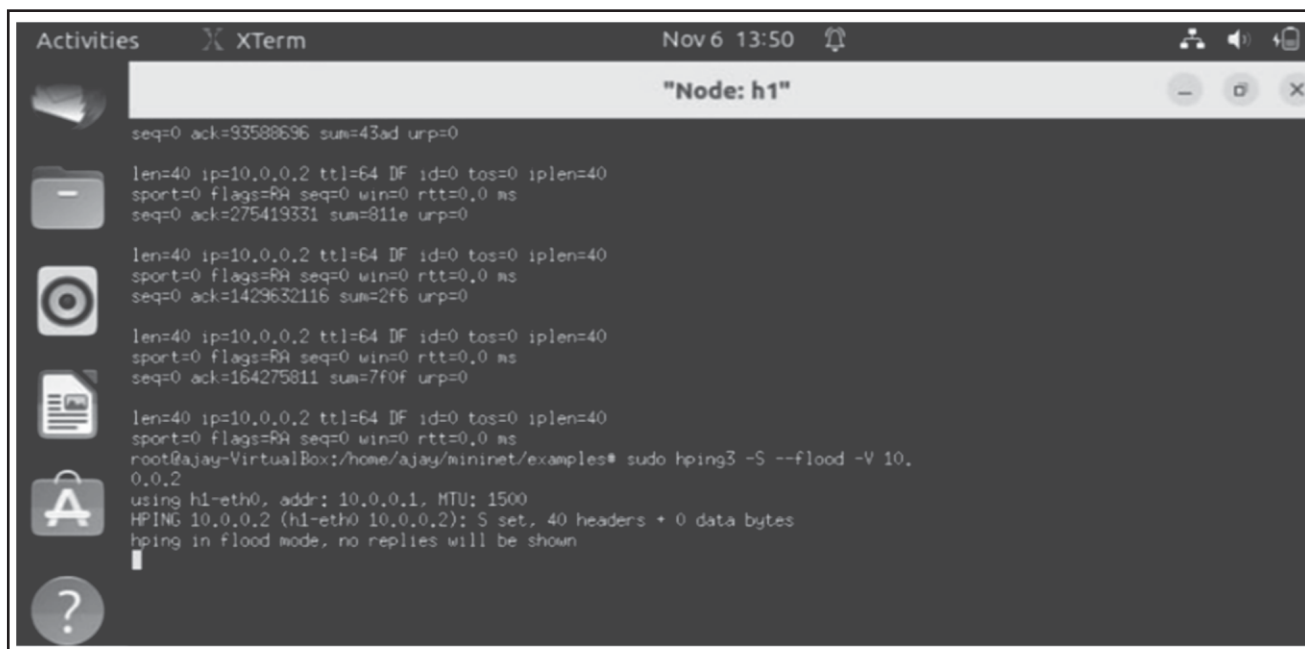 Activities XTerm Nov 6 13:50
"Node: h1"
seq=0 ack=93588696 sum=43ad urp=0
len=40 ip=10.0.0.2 ttl=64 DF id=0 tos=0 iplen=40
sport=0 flags=RA seq=0 win=0 rtt=0.0 ms
seq=0 ack=275419331 sum=811e urp=0
len=40 ip=10.0.0.2 ttl=64 DF id=0 tos=0 iplen=40
sport=0 flags=RA seq=0 win=0 rtt=0.0 ms
seq=0 ack=1429632116 sum=2f6 urp=0
len=40 ip=10.0.0.2 ttl=64 DF id=0 tos=0 iplen=40
sport=0 flags=RA seq=0 win=0 rtt=0.0 ms
seq=0 ack=164275811 sum=7f0f urp=0
len=40 ip=10.0.0.2 ttl=64 DF id=0 tos=0 iplen=40
sport=0 flags=RA seq=0 win=0 rtt=0.0 ms
root@ajay-VirtualBox:/home/ajay/mininet/examples# sudo hping3 -S --flood -V 10.
0.0.2
using h1-eth0, addr: 10.0.0.1, MTU: 1500
HPING 10.0.0.2 (h1-eth0 10.0.0.2): S set, 40 headers + 0 data bytes
hping in flood mode, no replies will be shown